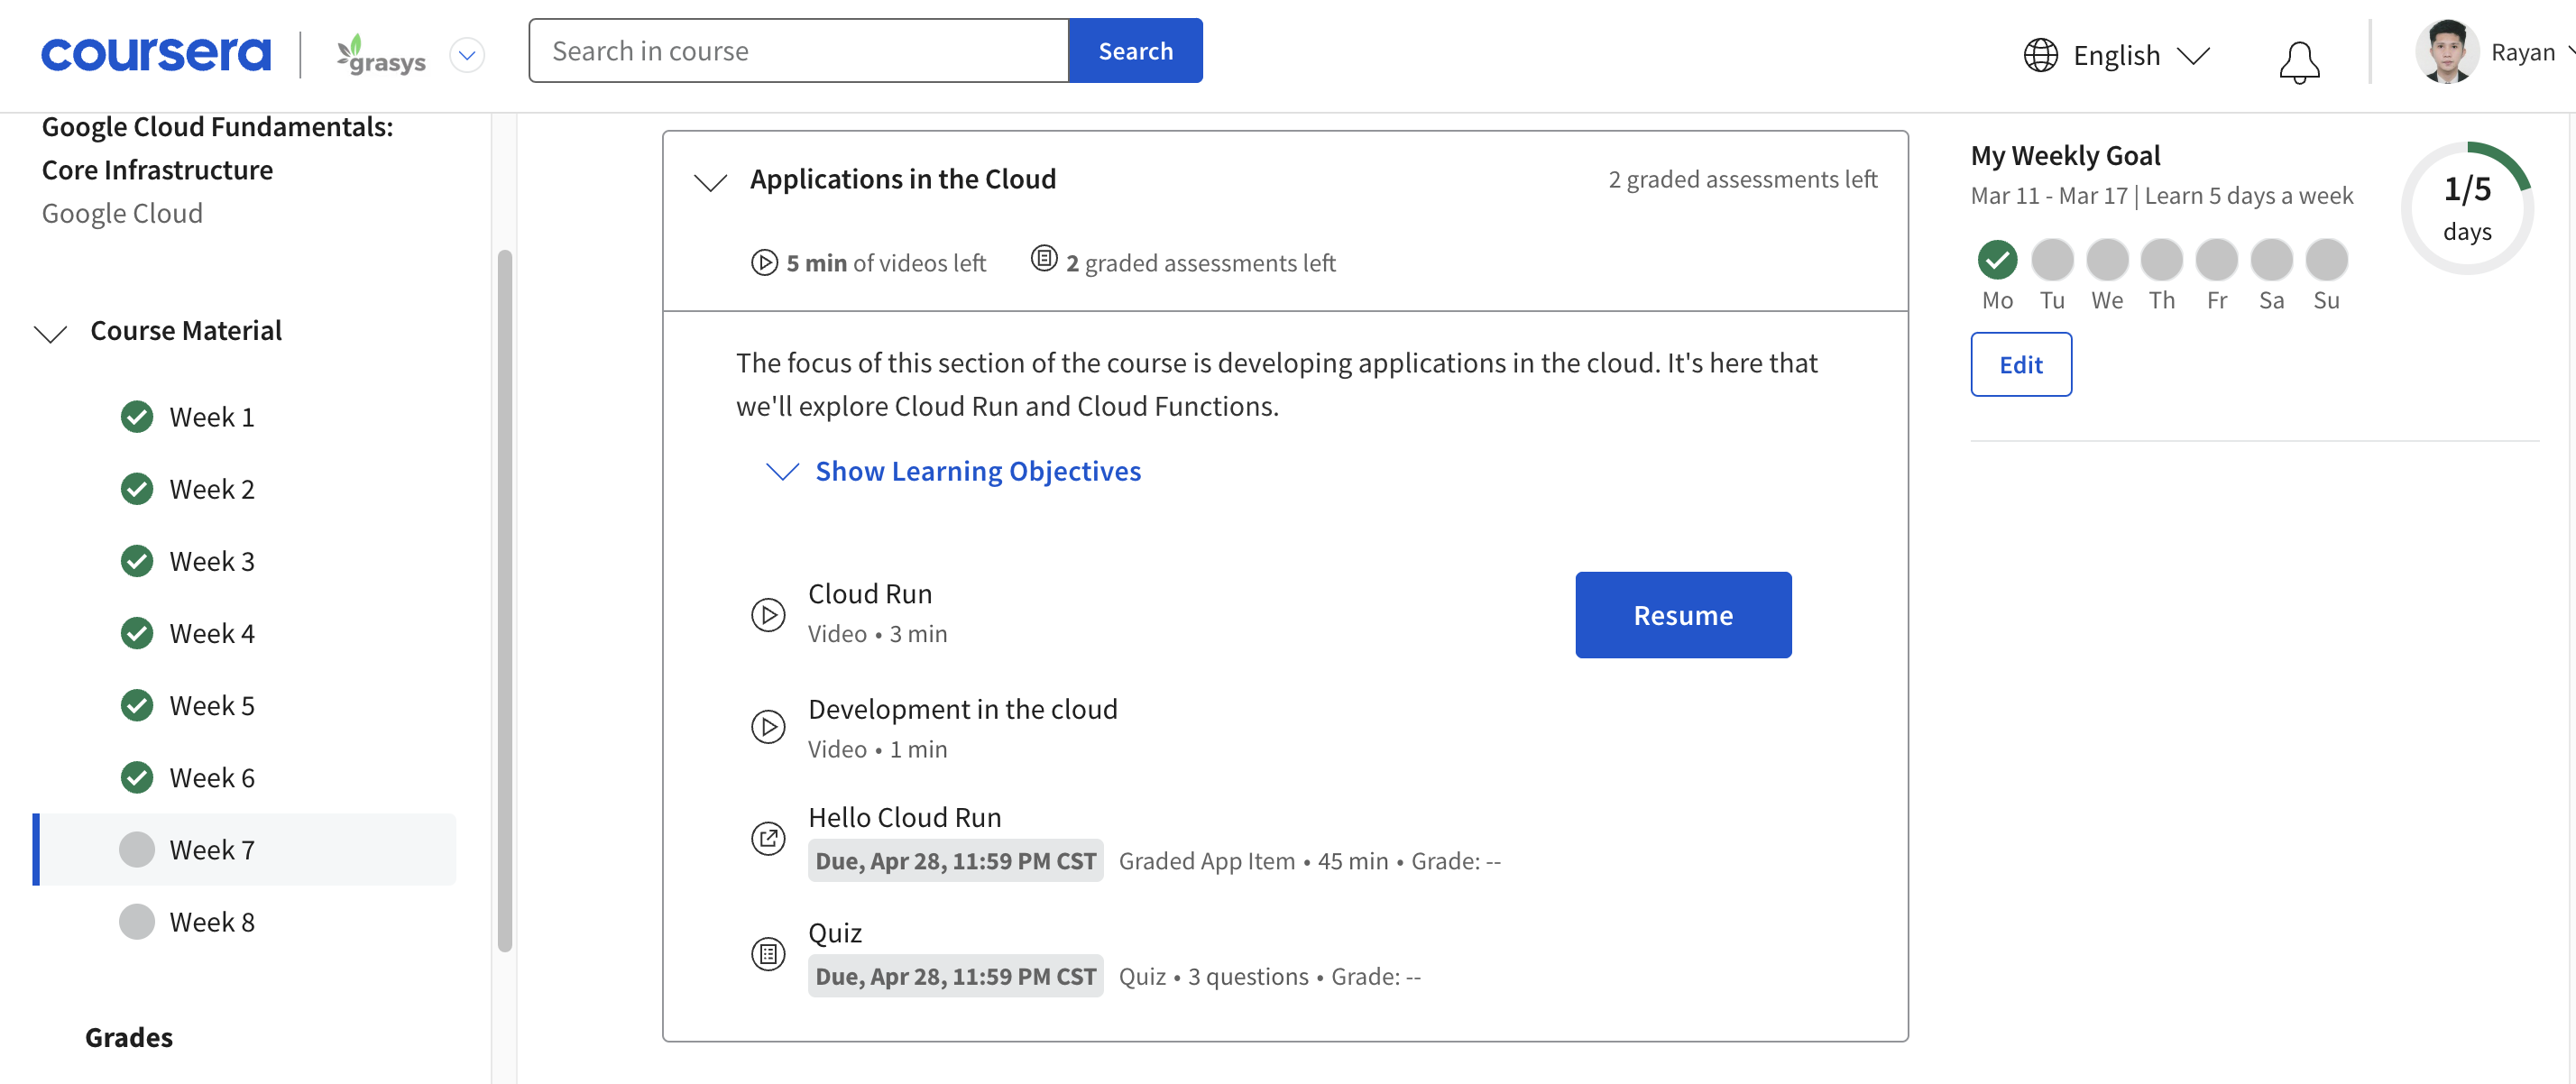 coursera
grasys
Search in course
Search
English
Rayan
Google Cloud Fundamentals:
Core Infrastructure
Google Cloud
Course Material
Week 1
Week 2
Week 3
Week 4
Week 5
Week 6
Week 7
Week 8
Grades
Applications in the Cloud
2 graded assessments left
5 min of videos left
2 graded assessments left
The focus of this section of the course is developing applications in the cloud. It's here that
we'll explore Cloud Run and Cloud Functions.
Show Learning Objectives
Cloud Run
Video • 3 min
Resume
Development in the cloud
Video • 1 min
Hello Cloud Run
Due, Apr 28, 11:59 PM CST Graded App Item • 45 min • Grade: --
Quiz
Due, Apr 28, 11:59 PM CST Quiz • 3 questions • Grade: --
My Weekly Goal
Mar 11 - Mar 17 | Learn 5 days a week
1/5
days
Mo Tu We Th Fr Sa Su
Edit